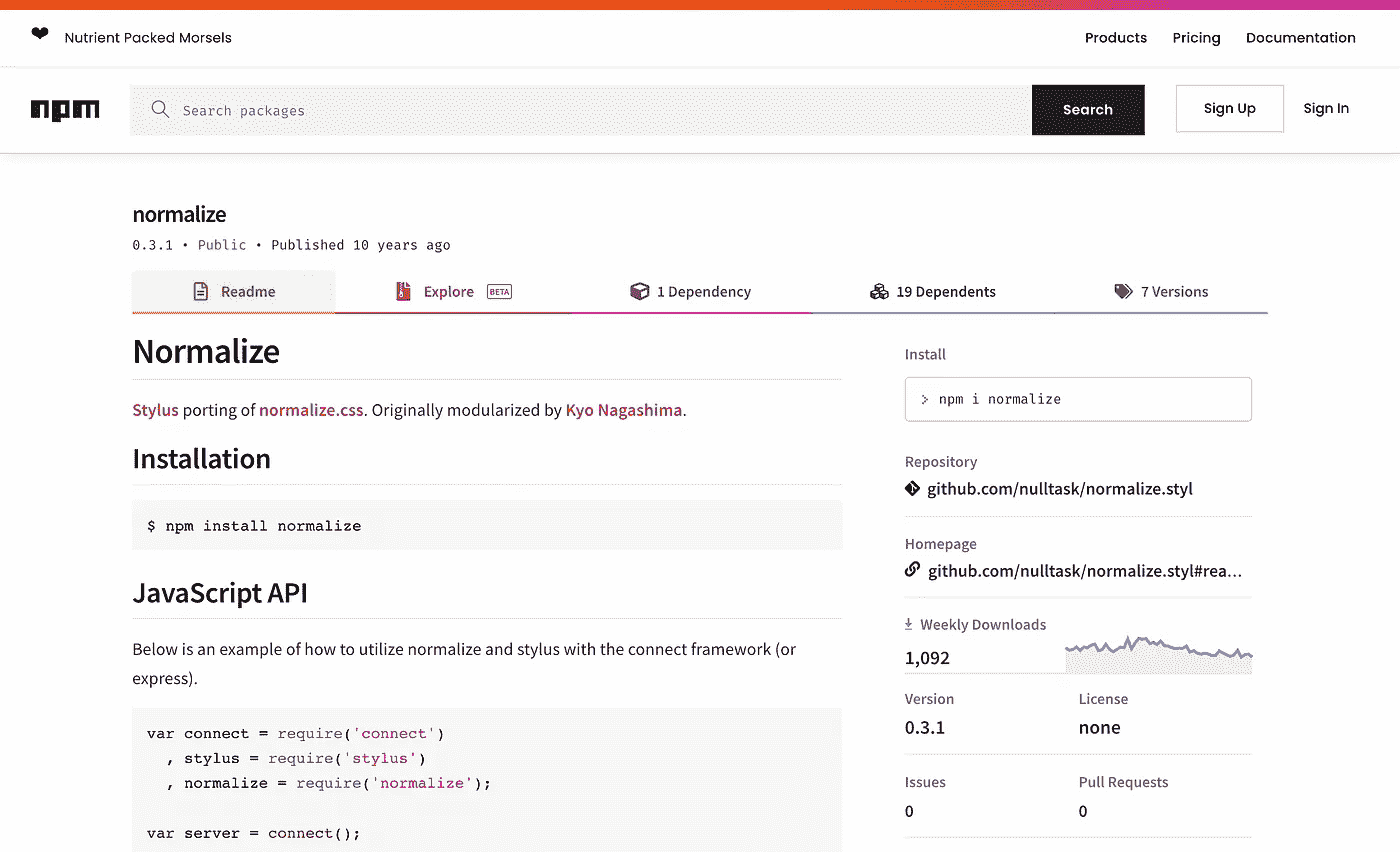 Nutrient Packed Morsels
Products Pricing Documentation
npm
Search packages
Search
Sign Up
Sign In
normalize
0.3.1 • Public • Published 10 years ago
Readme
Explore BETA
1 Dependency
19 Dependents
7 Versions
Normalize
Stylus porting of normalize.css. Originally modularized by Kyo Nagashima.
Installation
$ npm install normalize
JavaScript API
Below is an example of how to utilize normalize and stylus with the connect framework (or
express).
var connect = require('connect')
  , stylus = require('stylus')
  , normalize = require('normalize');
var server = connect();
Install
> npm i normalize
Repository
github.com/nulltask/normalize.styl
Homepage
github.com/nulltask/normalize.styl#rea…
Weekly Downloads
1,092
Version License
0.3.1 none
Issues Pull Requests
0 0